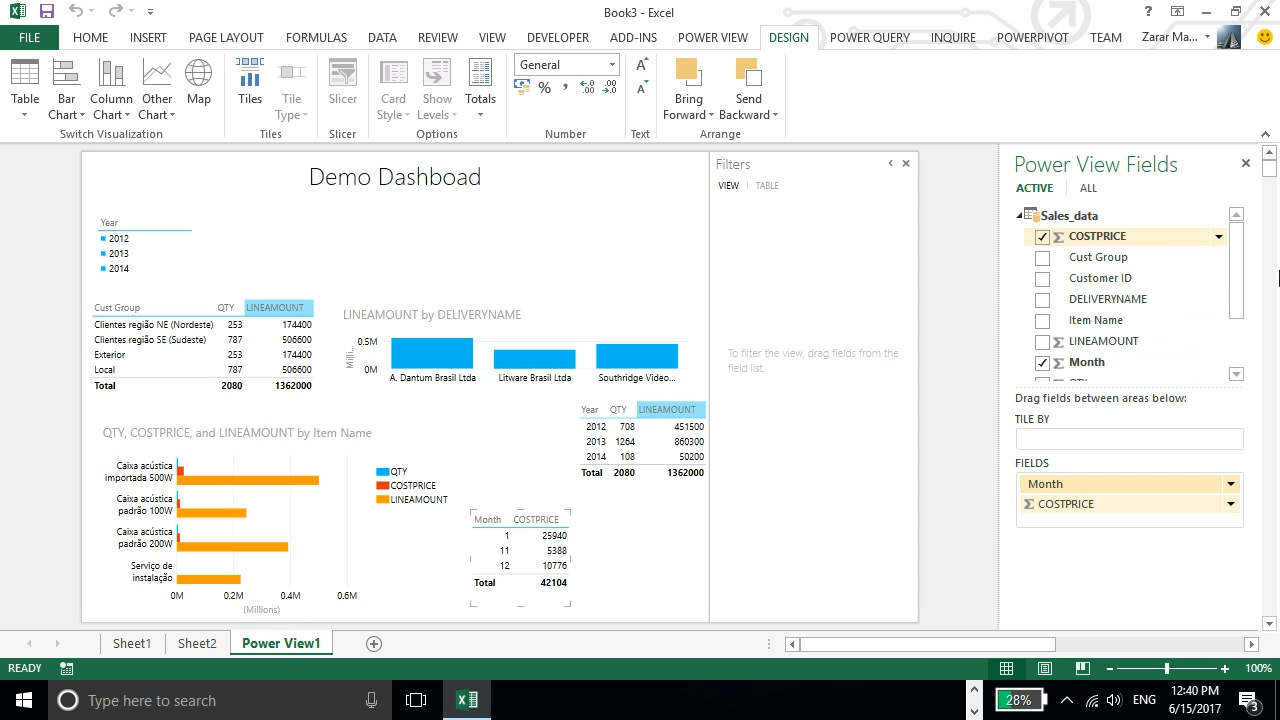 Book3 - Excel
?
FILE HOME INSERT PAGE LAYOUT FORMULAS DATA REVIEW VIEW DEVELOPER ADD-INS POWER VIEW DESIGN POWER QUERY INQUIRE POWERPIVOT TEAM Zarar Ma...
Table Bar Chart Column Chart Other Chart Map
Switch Visualization
Tiles Tile Type
Tiles
Slicer
Slicer
Card Style Show Levels Totals
Options
General
% , .00 .0
Number
A A
Text
Bring Forward Send Backward
Arrange
Demo Dashboad
Year
2012
2013
2014
Cust Group QTY LINEAMOUNT
Clientes região NE (Nordeste) 253 174400
Clientes região SE (Sudeste) 787 506600
Exterior 253 174400
Local 787 506600
Total 2080 1362000
LINEAMOUNT by DELIVERYNAME
Milli...
0.5M
0M
A. Dantum Brasil Ltda Litware Brasil Ltda Southridge Video...
Year QTY LINEAMOUNT
2012 708 451500
2013 1264 860300
2014 108 50200
Total 2080 1362000
QTY, COSTPRICE, and LINEAMOUNT by Item Name
Caixa acústica
importada 500W
Caixa acústica
padrão 100W
Caixa acústica
padrão 200W
Serviço de
instalação
0M 0.2M 0.4M 0.6M
(Millions)
QTY
COSTPRICE
LINEAMOUNT
Month COSTPRICE
1 25940
11 5388
12 10776
Total 42104
Filters
VIEW TABLE
To filter the view, drag fields from the
field list.
Power View Fields
ACTIVE ALL
Sales_data
Σ COSTPRICE
Cust Group
Customer ID
DELIVERYNAME
Item Name
Σ LINEAMOUNT
Month
Σ QTY
Drag fields between areas below:
TILE BY
FIELDS
Month
Σ COSTPRICE
Sheet1 Sheet2 Power View1
READY 100%
Type here to search
28% ENG 12:40 PM
6/15/2017
3